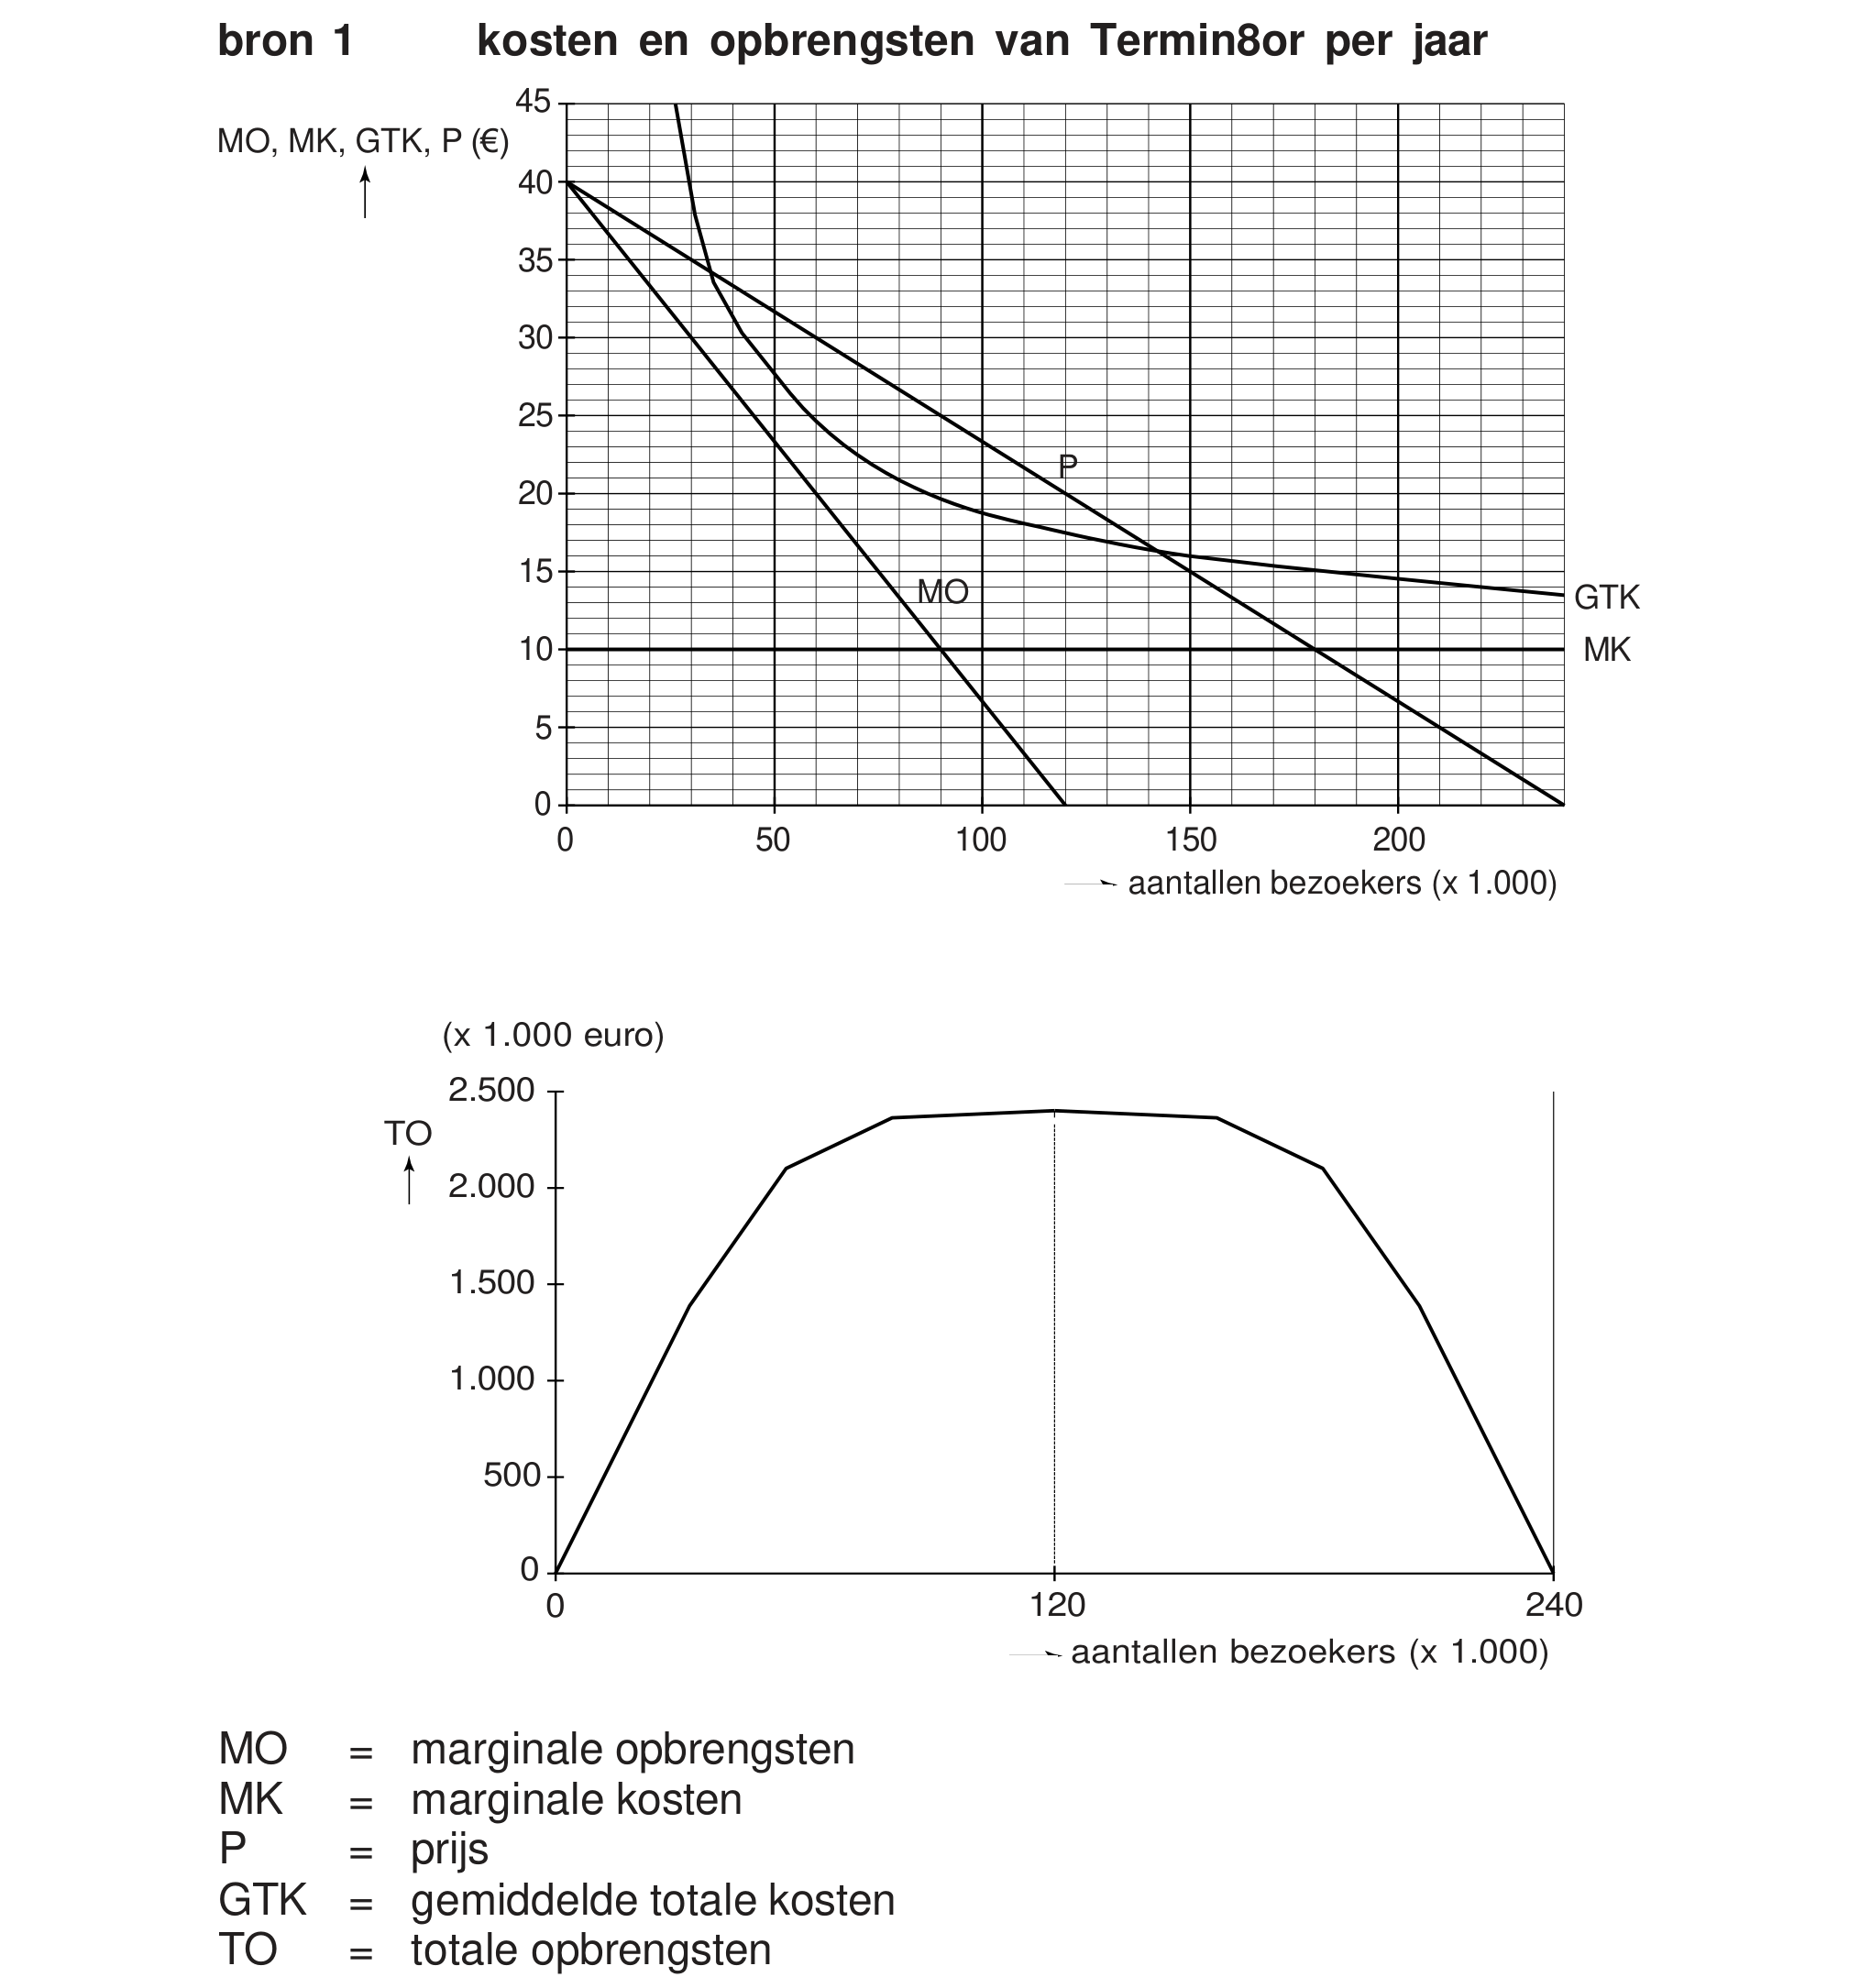 bron 1 kosten en opbrengsten van Termin8or per jaar
45
MO, MK, GTK, P (€)
40
35
30
25
P
20
15
MO
GTK
10
MK
5
0
0 50 100 150 200
aantallen bezoekers (x 1.000)
(x 1.000 euro)
2.500
TO
2.000
1.500
1.000
500
0
0 120 240
aantallen bezoekers (x 1.000)
MO = marginale opbrengsten
MK = marginale kosten
P = prijs
GTK = gemiddelde totale kosten
TO = totale opbrengsten